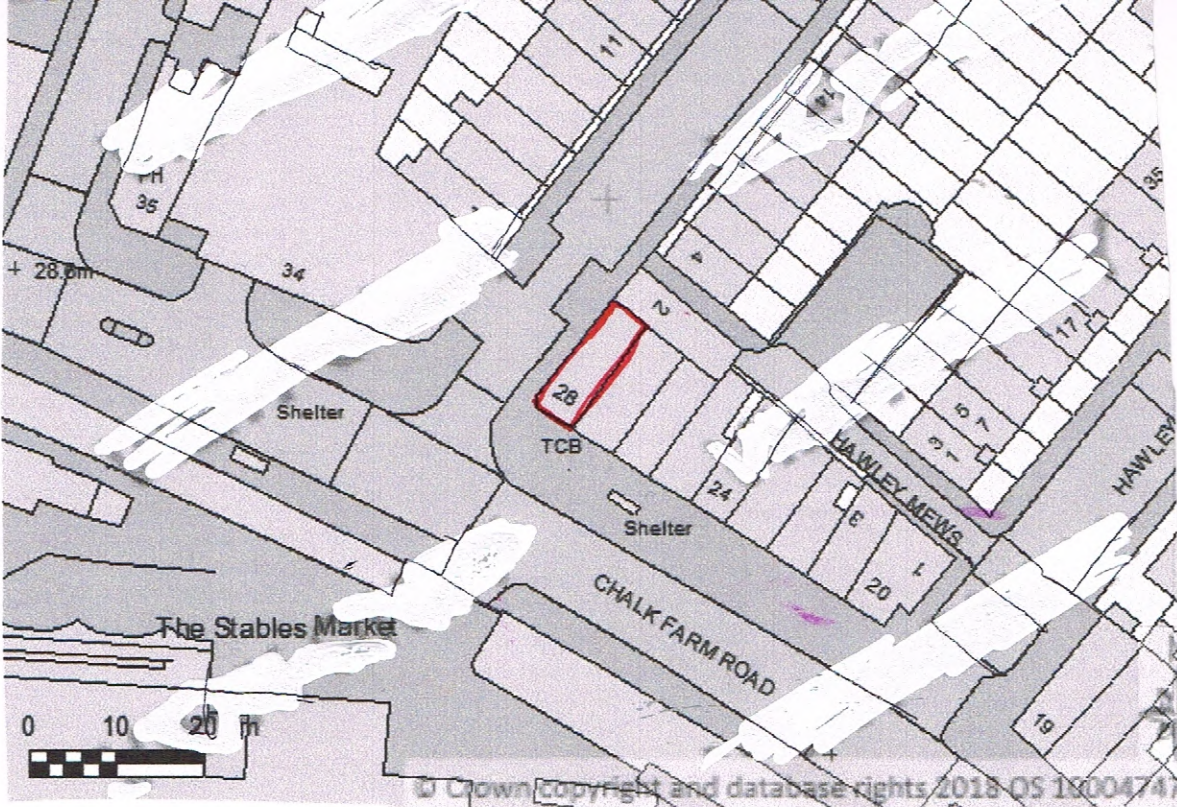 11
14
PH
35
35
+ 28.6m
34
4
2
17
28
Shelter
TCB
5
7
3
1
HAWLEY
HAWLEY MEWS
24
Shelter
3
1
20
CHALK FARM ROAD
The Stables Market
0 10 20 m
19
© Crown copyright and database rights 2018 OS 10004747